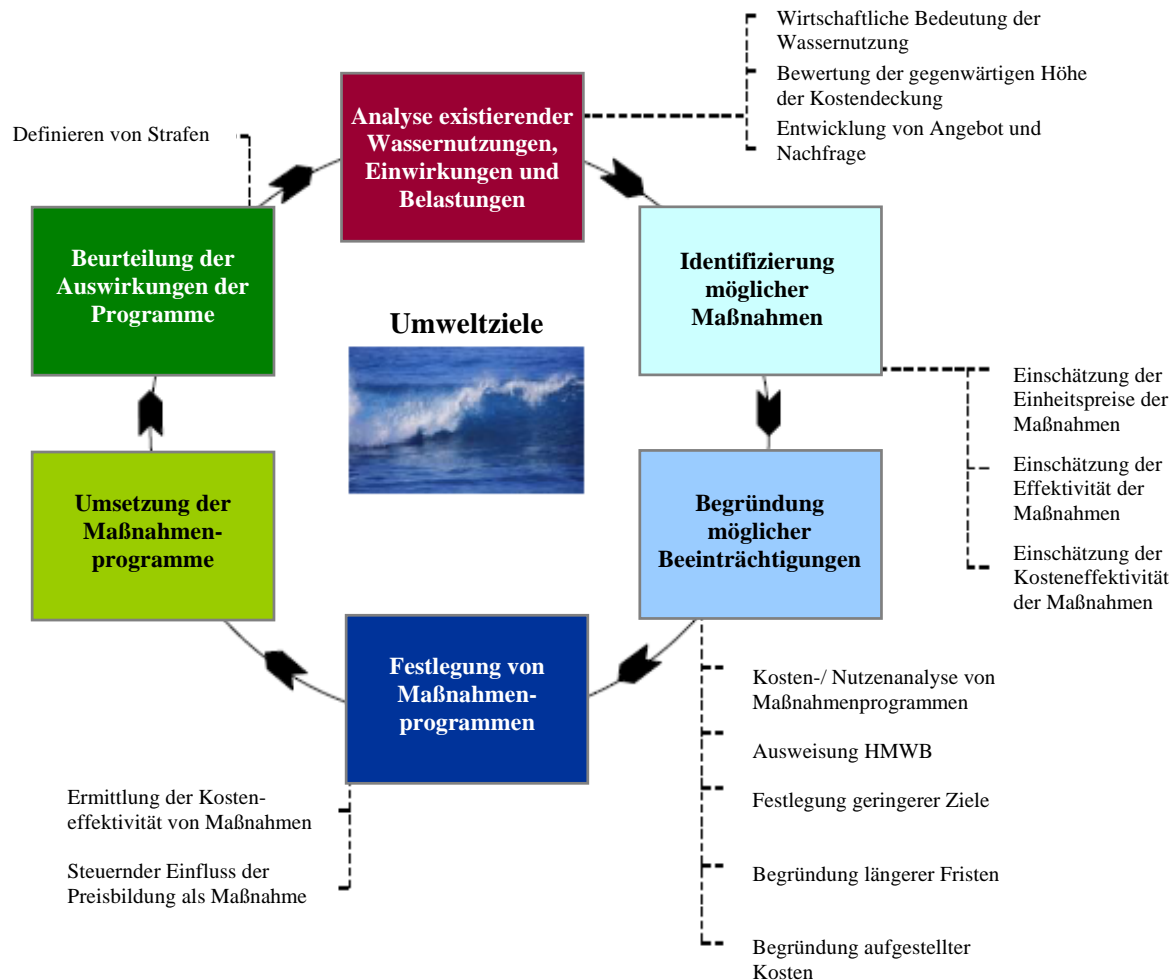 Wirtschaftliche Bedeutung der
Wassernutzung
Bewertung der gegenwärtigen Höhe
der Kostendeckung
Entwicklung von Angebot und
Nachfrage
Analyse existierender
Wassernutzungen,
Einwirkungen und
Belastungen
Definieren von Strafen
Beurteilung der
Auswirkungen der
Programme
Identifizierung
möglicher
Maßnahmen
Umweltziele
Einschätzung der
Einheitspreise der
Maßnahmen
Einschätzung der
Effektivität der
Maßnahmen
Einschätzung der
Kosteneffektivität
der Maßnahmen
Umsetzung der
Maßnahmen-
programme
Begründung
möglicher
Beeinträchtigungen
Festlegung von
Maßnahmen-
programmen
Kosten-/ Nutzenanalyse von
Maßnahmenprogrammen
Ausweisung HMWB
Festlegung geringerer Ziele
Begründung längerer Fristen
Begründung aufgestellter
Kosten
Ermittlung der Kosten-
effektivität von Maßnahmen
Steuernder Einfluss der
Preisbildung als Maßnahme